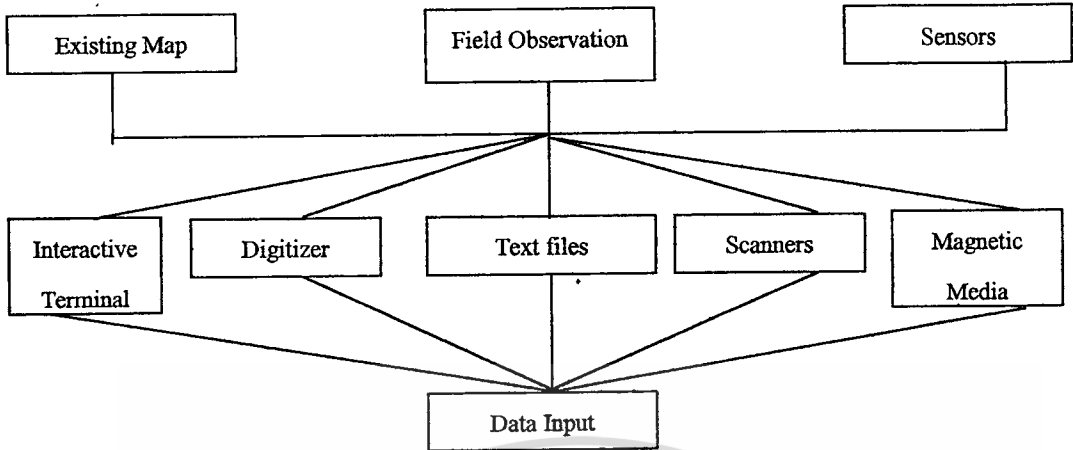 Existing Map
Field Observation
Sensors
Interactive
Terminal
Digitizer
Text files
Scanners
Magnetic
Media
Data Input